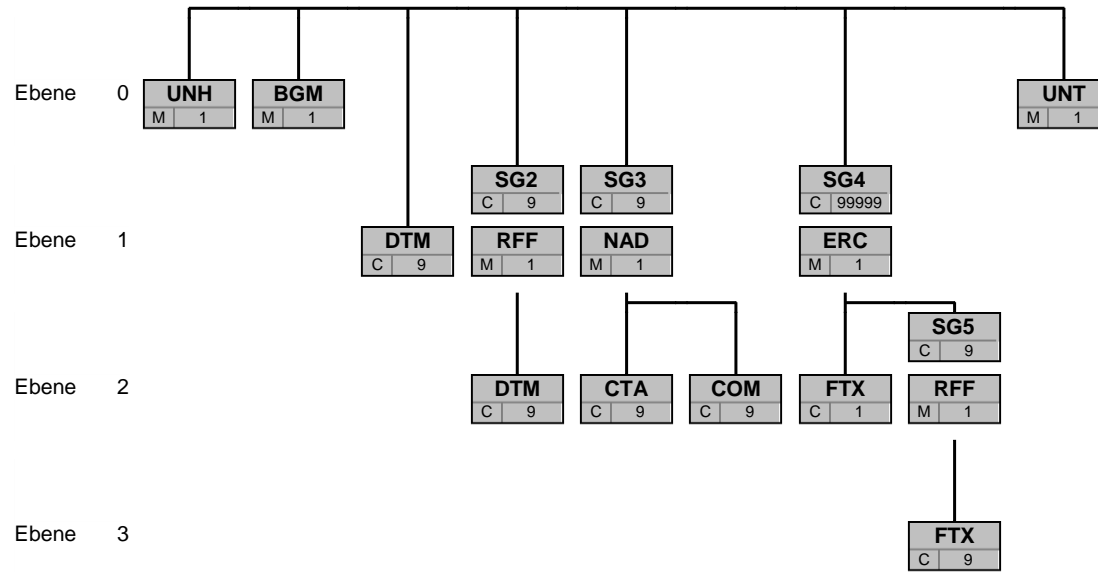 Ebene 0 UNH BGM UNT
M 1 M 1 M 1
SG2 SG3 SG4
C 9 C 9 C 99999
Ebene 1 DTM RFF NAD ERC
C 9 M 1 M 1 M 1
SG5
C 9
Ebene 2 DTM CTA COM FTX RFF
C 9 C 9 C 9 C 1 M 1
Ebene 3 FTX
C 9